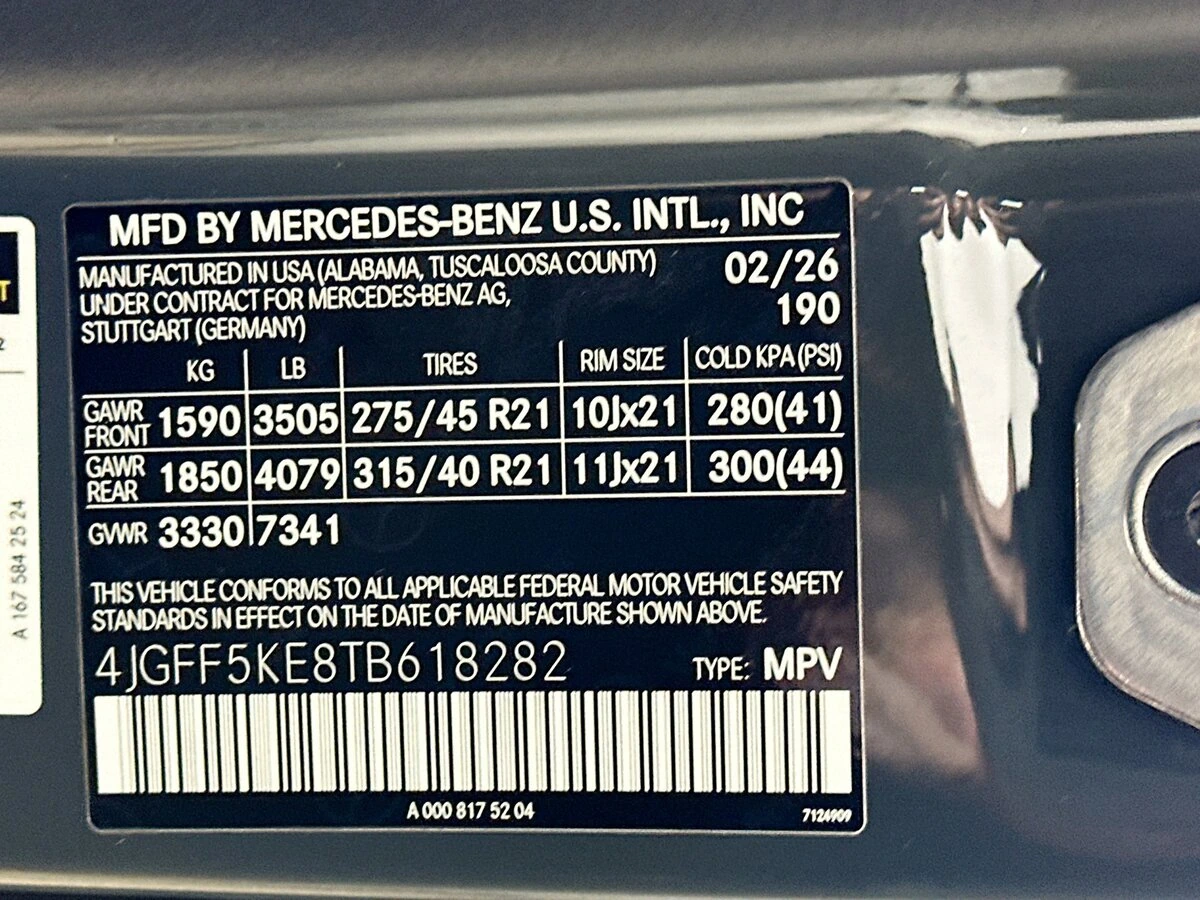 MFD BY MERCEDES-BENZ U.S. INTL., INC
MANUFACTURED IN USA (ALABAMA, TUSCALOOSA COUNTY) 02/26
UNDER CONTRACT FOR MERCEDES-BENZ AG, 190
STUTTGART (GERMANY)
KG LB TIRES RIM SIZE COLD KPA (PSI)
GAWR FRONT 1590 3505 275/45 R21 10Jx21 280(41)
GAWR REAR 1850 4079 315/40 R21 11Jx21 300(44)
GVWR 3330 7341
THIS VEHICLE CONFORMS TO ALL APPLICABLE FEDERAL MOTOR VEHICLE SAFETY
STANDARDS IN EFFECT ON THE DATE OF MANUFACTURE SHOWN ABOVE.
4JGFF5KE8TB618282 TYPE: MPV
A 000 817 52 04 7124909
T
2
A 167 584 25 24